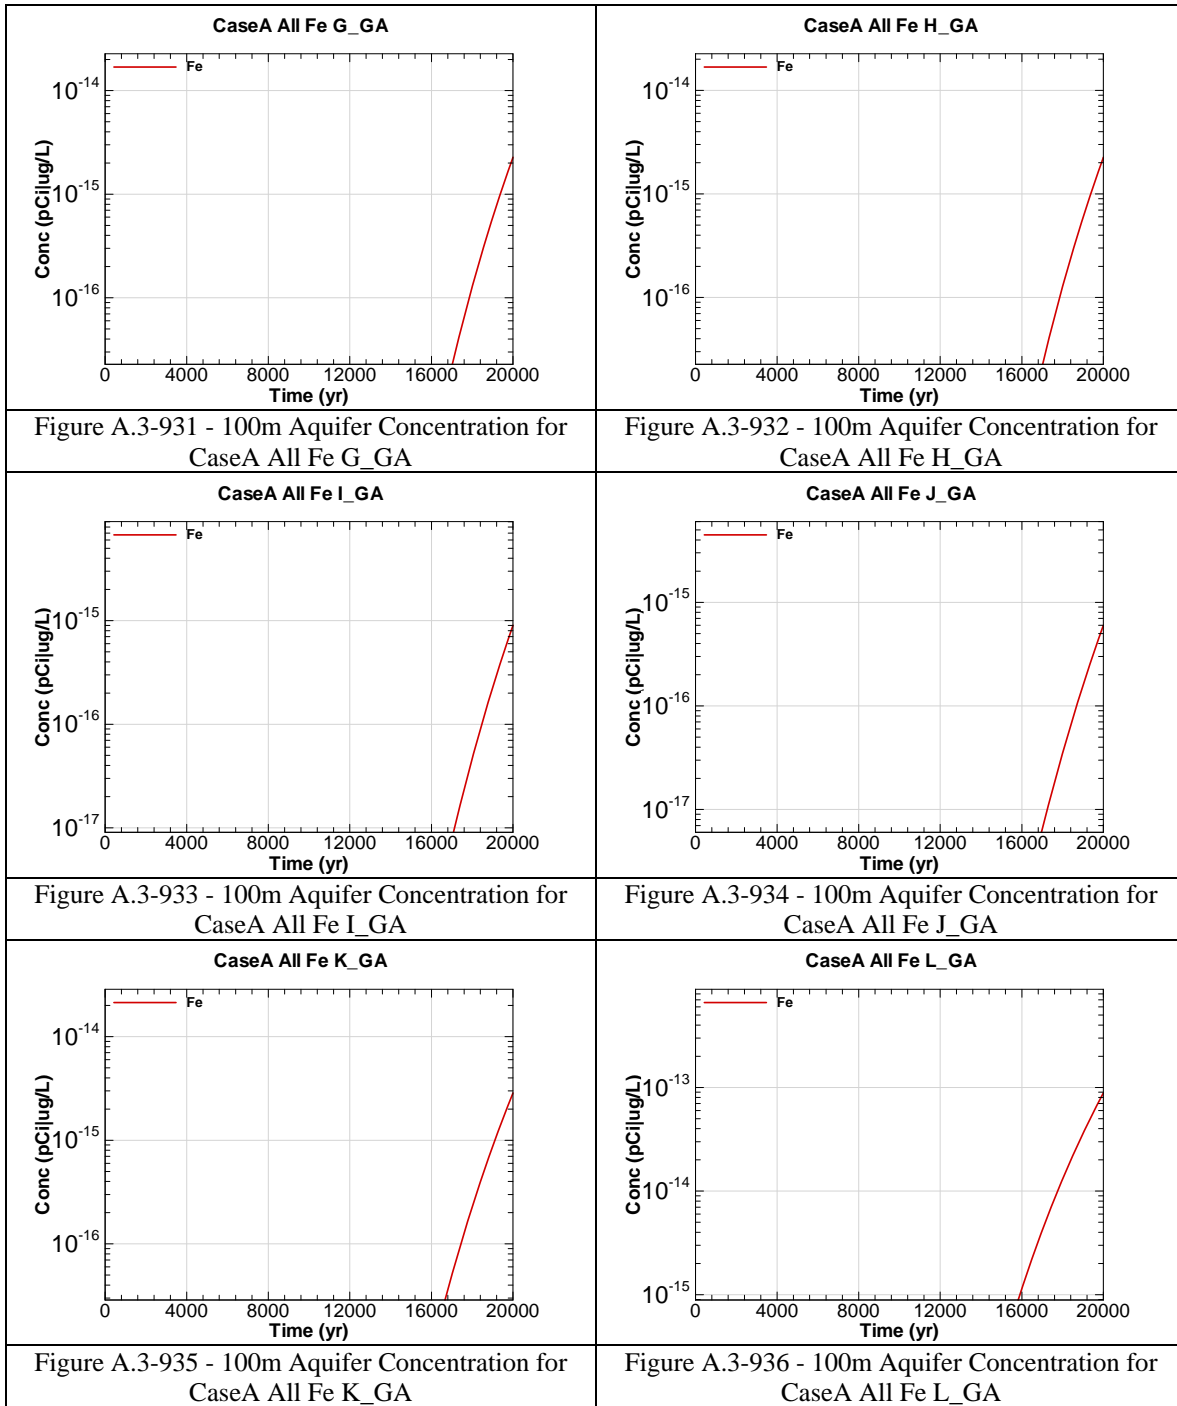 CaseA All Fe G_GA
Fe
Conc (pCi|ug/L)
10-14
10-15
10-16
0 4000 8000 12000 16000 20000
Time (yr)
Figure A.3-931 - 100m Aquifer Concentration for
CaseA All Fe G_GA
CaseA All Fe H_GA
Fe
Conc (pCi|ug/L)
10-14
10-15
10-16
0 4000 8000 12000 16000 20000
Time (yr)
Figure A.3-932 - 100m Aquifer Concentration for
CaseA All Fe H_GA
CaseA All Fe I_GA
Fe
Conc (pCi|ug/L)
10-15
10-16
10-17
0 4000 8000 12000 16000 20000
Time (yr)
Figure A.3-933 - 100m Aquifer Concentration for
CaseA All Fe I_GA
CaseA All Fe J_GA
Fe
Conc (pCi|ug/L)
10-15
10-16
10-17
0 4000 8000 12000 16000 20000
Time (yr)
Figure A.3-934 - 100m Aquifer Concentration for
CaseA All Fe J_GA
CaseA All Fe K_GA
Fe
Conc (pCi|ug/L)
10-14
10-15
10-16
0 4000 8000 12000 16000 20000
Time (yr)
Figure A.3-935 - 100m Aquifer Concentration for
CaseA All Fe K_GA
CaseA All Fe L_GA
Fe
Conc (pCi|ug/L)
10-13
10-14
10-15
0 4000 8000 12000 16000 20000
Time (yr)
Figure A.3-936 - 100m Aquifer Concentration for
CaseA All Fe L_GA